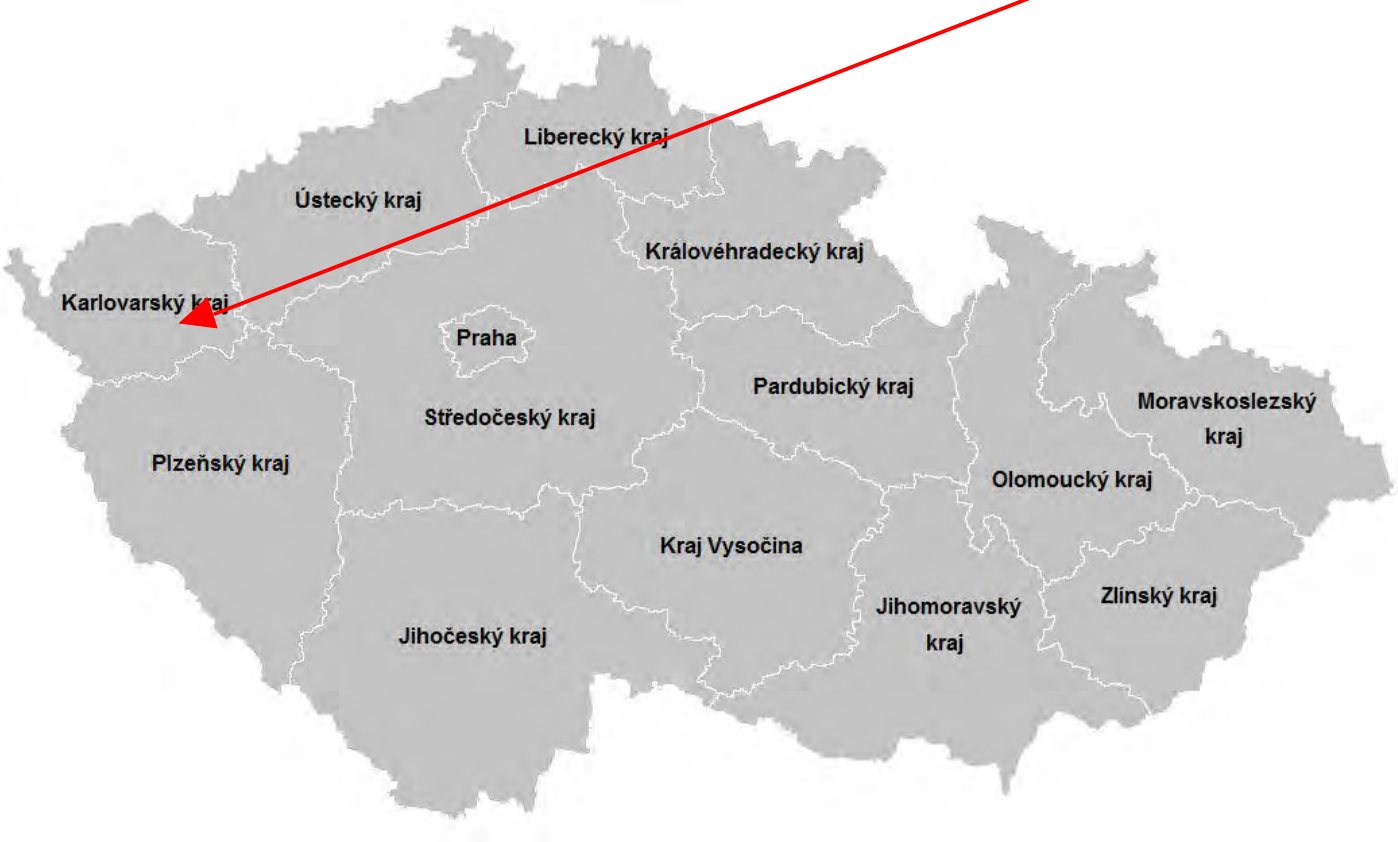 Liberecký kraj
Ústecký kraj
Královéhradecký kraj
Karlovarský kraj
Praha
Pardubický kraj
Středočeský kraj
Moravskoslezský
kraj
Plzeňský kraj
Olomoucký kraj
Kraj Vysočina
Zlínský kraj
Jihomoravský
kraj
Jihočeský kraj